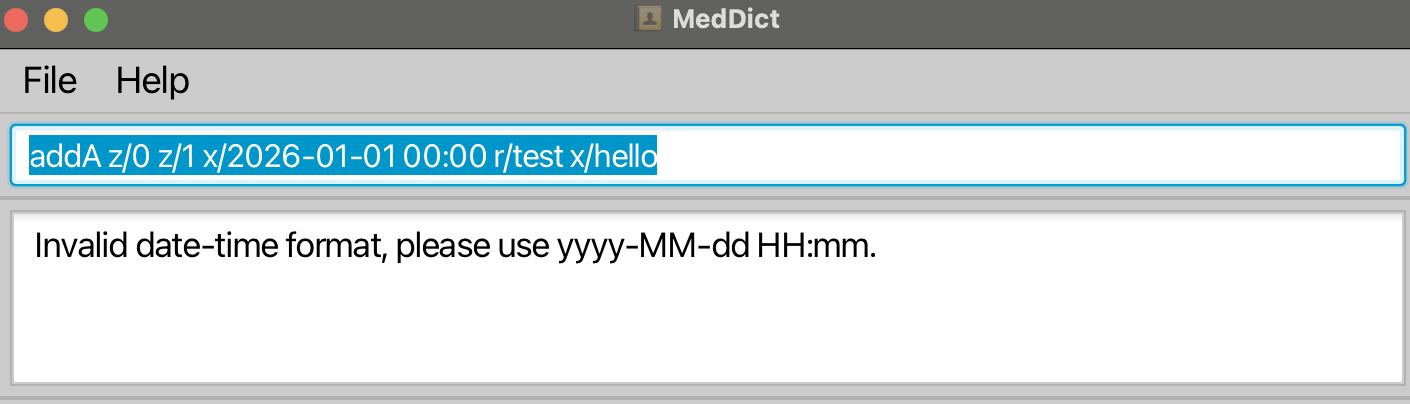 MedDict
File Help
addA z/0 z/1 x/2026-01-01 00:00 r/test x/hello
Invalid date-time format, please use yyyy-MM-dd HH:mm.